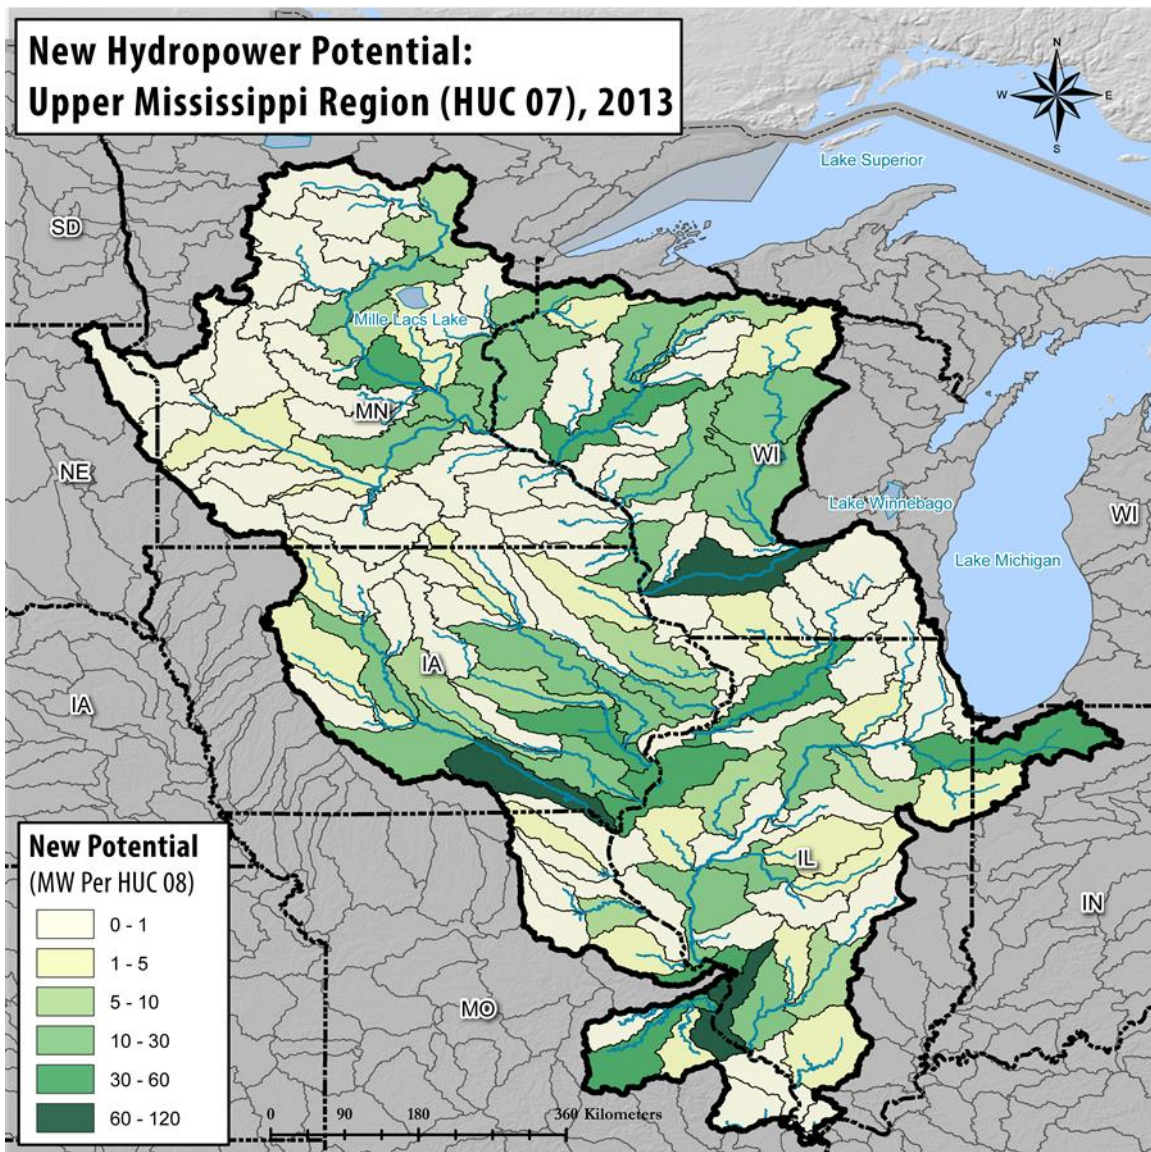 New Hydropower Potential:
Upper Mississippi Region (HUC 07), 2013
N
W
E
S
Lake Superior
SD
Mille Lacs Lake
MN
WI
NE
Lake Winnebago
WI
Lake Michigan
IA
IA
IL
IN
MO
New Potential
(MW Per HUC 08)
0 - 1
1 - 5
5 - 10
10 - 30
30 - 60
60 - 120
0 90 180 360 Kilometers